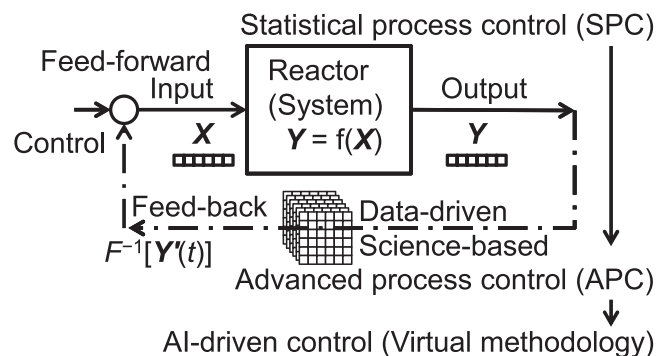 Statistical process control (SPC)
Feed-forward
Input
Control
X
Reactor
(System)
Y = f(X)
Output
Y
Feed-back
Data-driven
Science-based
F⁻¹[Y'(t)]
Advanced process control (APC)
AI-driven control (Virtual methodology)